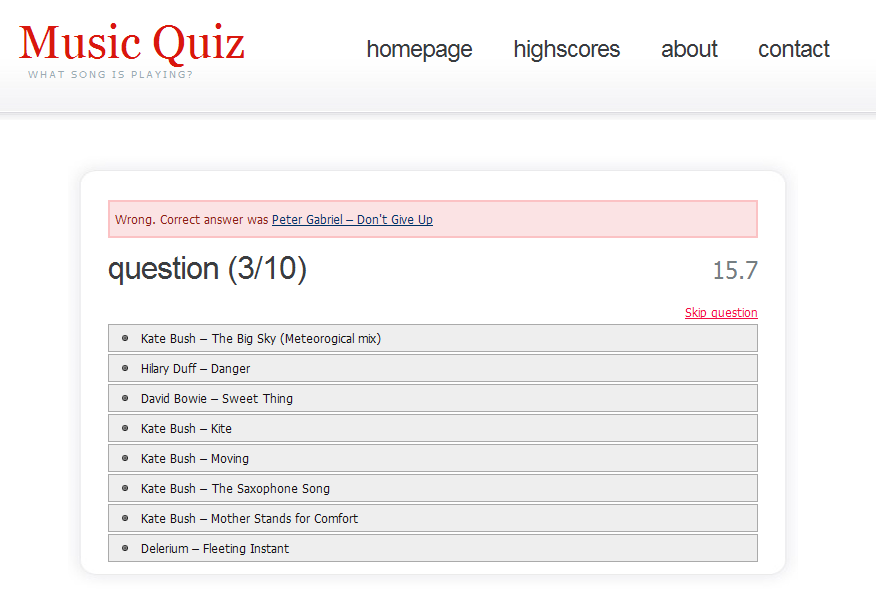 Music Quiz
WHAT SONG IS PLAYING?
homepage highscores about contact
Wrong. Correct answer was Peter Gabriel – Don't Give Up
question (3/10)
15.7
Skip question
Kate Bush – The Big Sky (Meteorogical mix)
Hilary Duff – Danger
David Bowie – Sweet Thing
Kate Bush – Kite
Kate Bush – Moving
Kate Bush – The Saxophone Song
Kate Bush – Mother Stands for Comfort
Delerium – Fleeting Instant